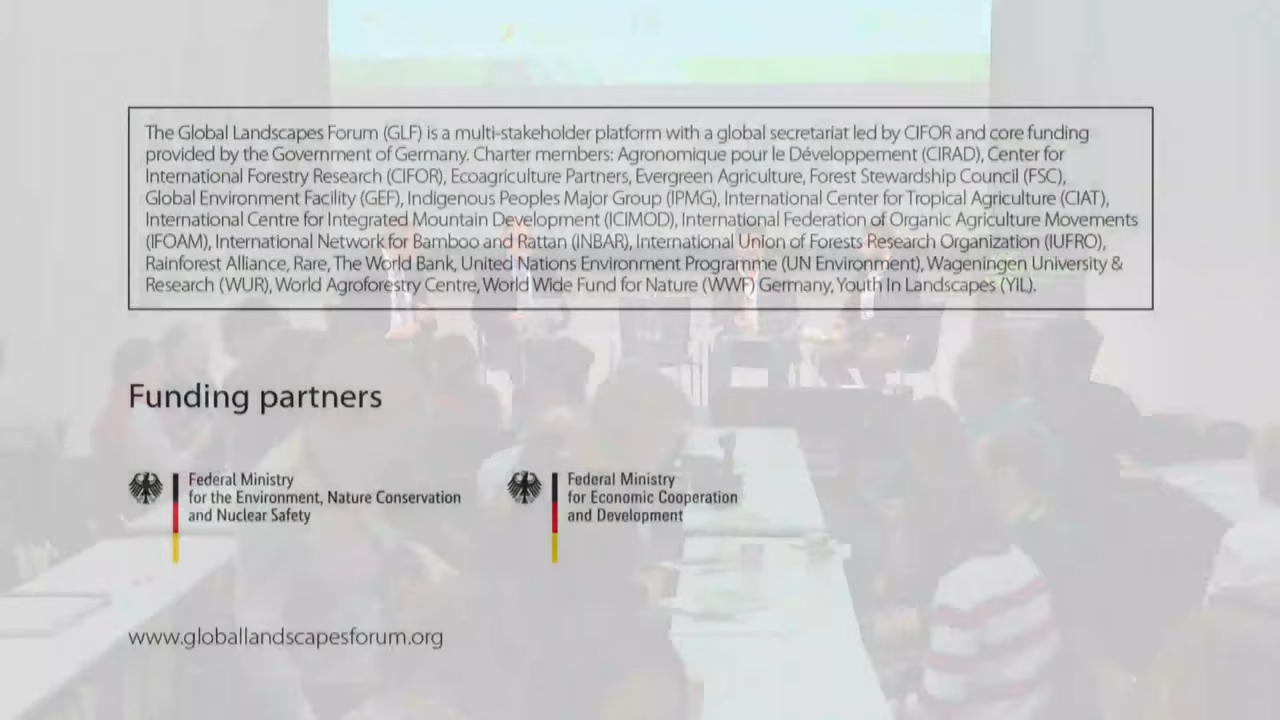 The Global Landscapes Forum (GLF) is a multi-stakeholder platform with a global secretariat led by CIFOR and core funding
provided by the Government of Germany. Charter members: Agronomique pour le Développement (CIRAD), Center for
International Forestry Research (CIFOR), Ecoagriculture Partners, Evergreen Agriculture, Forest Stewardship Council (FSC),
Global Environment Facility (GEF), Indigenous Peoples Major Group (IPMG), International Center for Tropical Agriculture (CIAT),
International Centre for Integrated Mountain Development (ICIMOD), International Federation of Organic Agriculture Movements
(IFOAM), International Network for Bamboo and Rattan (INBAR), International Union of Forests Research Organization (IUFRO),
Rainforest Alliance, Rare, The World Bank, United Nations Environment Programme (UN Environment), Wageningen University &
Research (WUR), World Agroforestry Centre, World Wide Fund for Nature (WWF) Germany, Youth In Landscapes (YIL).
Funding partners
Federal Ministry
for the Environment, Nature Conservation
and Nuclear Safety
Federal Ministry
for Economic Cooperation
and Development
www.globallandscapesforum.org